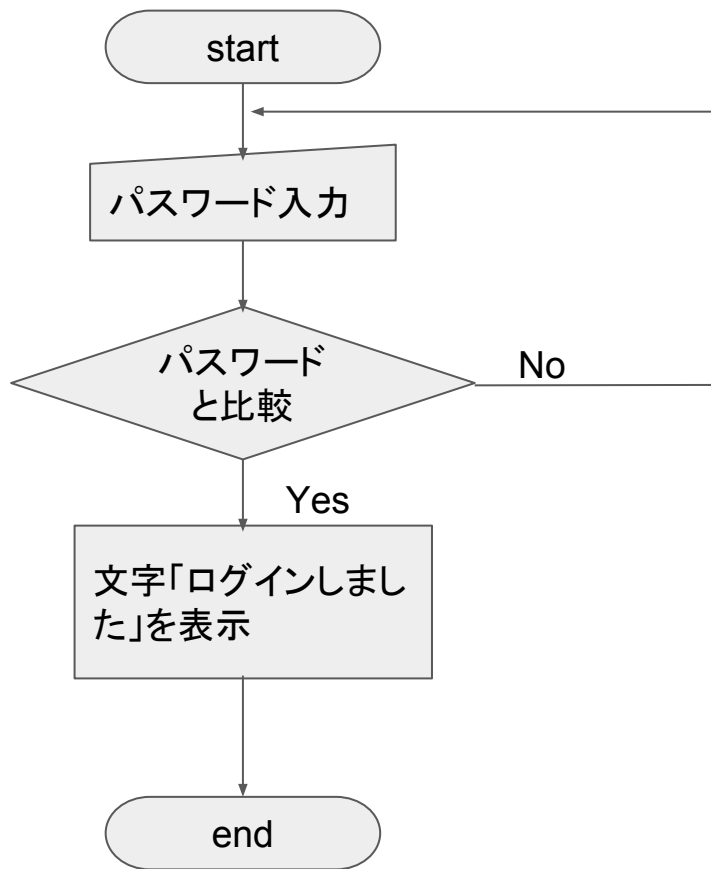 start
パスワード入力
パスワード
と比較
No
Yes
文字「ログインしまし
た」を表示
end